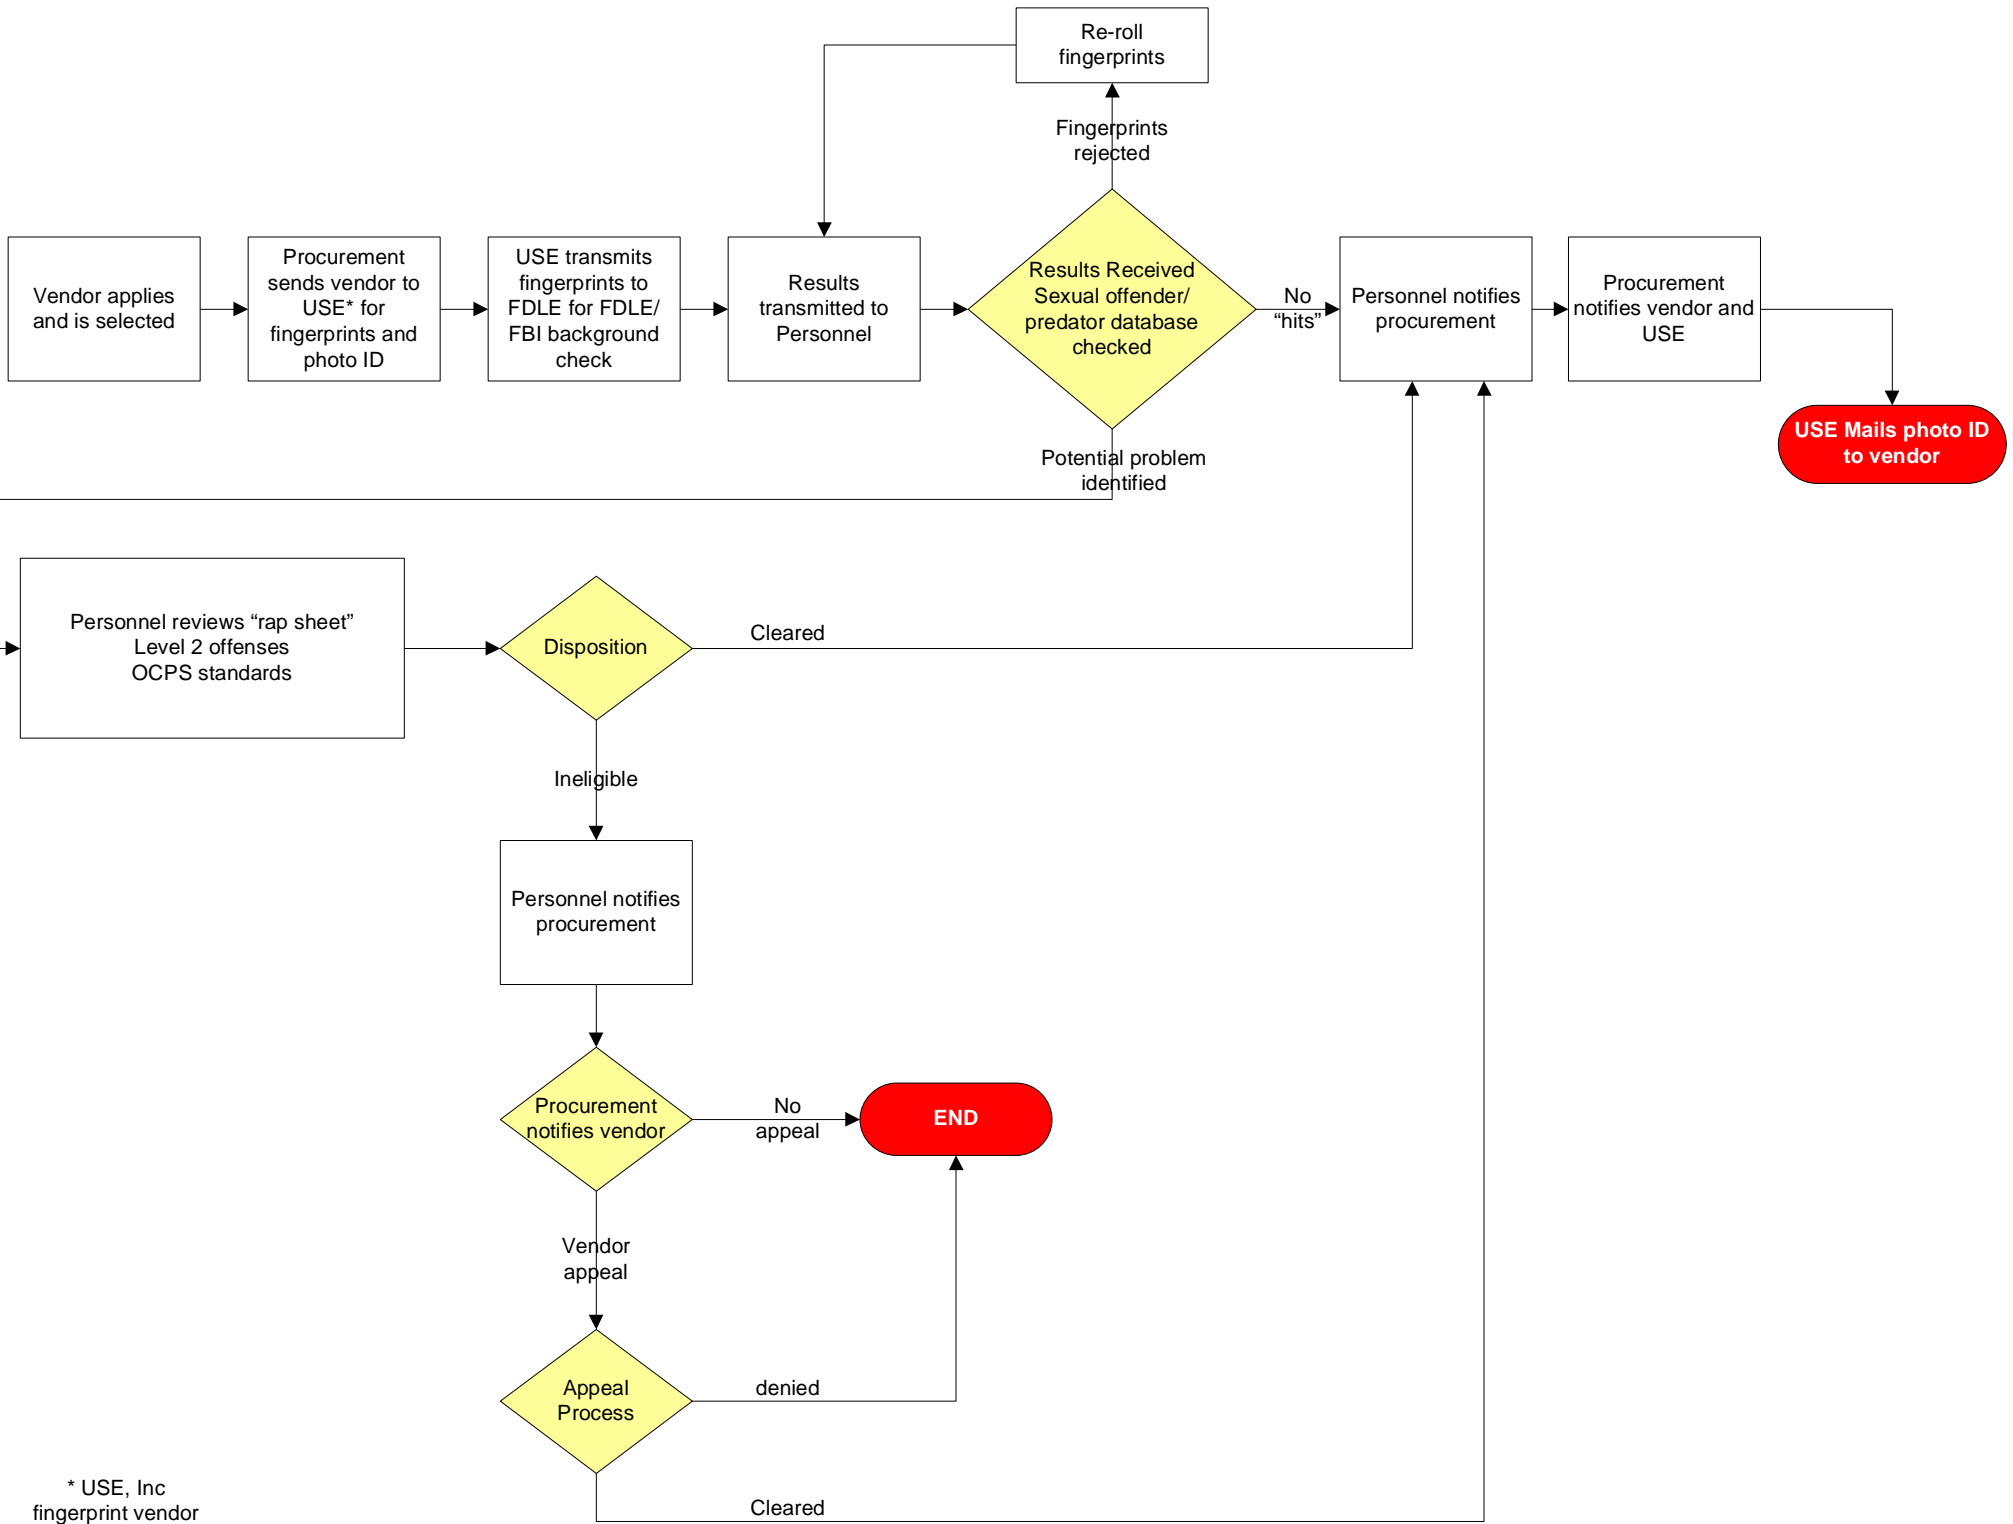 Re-roll
fingerprints
Fingerprints
rejected
Vendor applies
and is selected
Procurement
sends vendor to
USE* for
fingerprints and
photo ID
USE transmits
fingerprints to
FDLE for FDLE/
FBI background
check
Results
transmitted to
Personnel
Results Received
Sexual offender/
predator database
checked
No
“hits”
Personnel notifies
procurement
Procurement
notifies vendor and
USE
USE Mails photo ID
to vendor
Potential problem
identified
Personnel reviews “rap sheet”
Level 2 offenses
OCPS standards
Disposition
Cleared
Ineligible
Personnel notifies
procurement
Procurement
notifies vendor
No
appeal
END
Vendor
appeal
Appeal
Process
denied
Cleared
* USE, Inc
fingerprint vendor